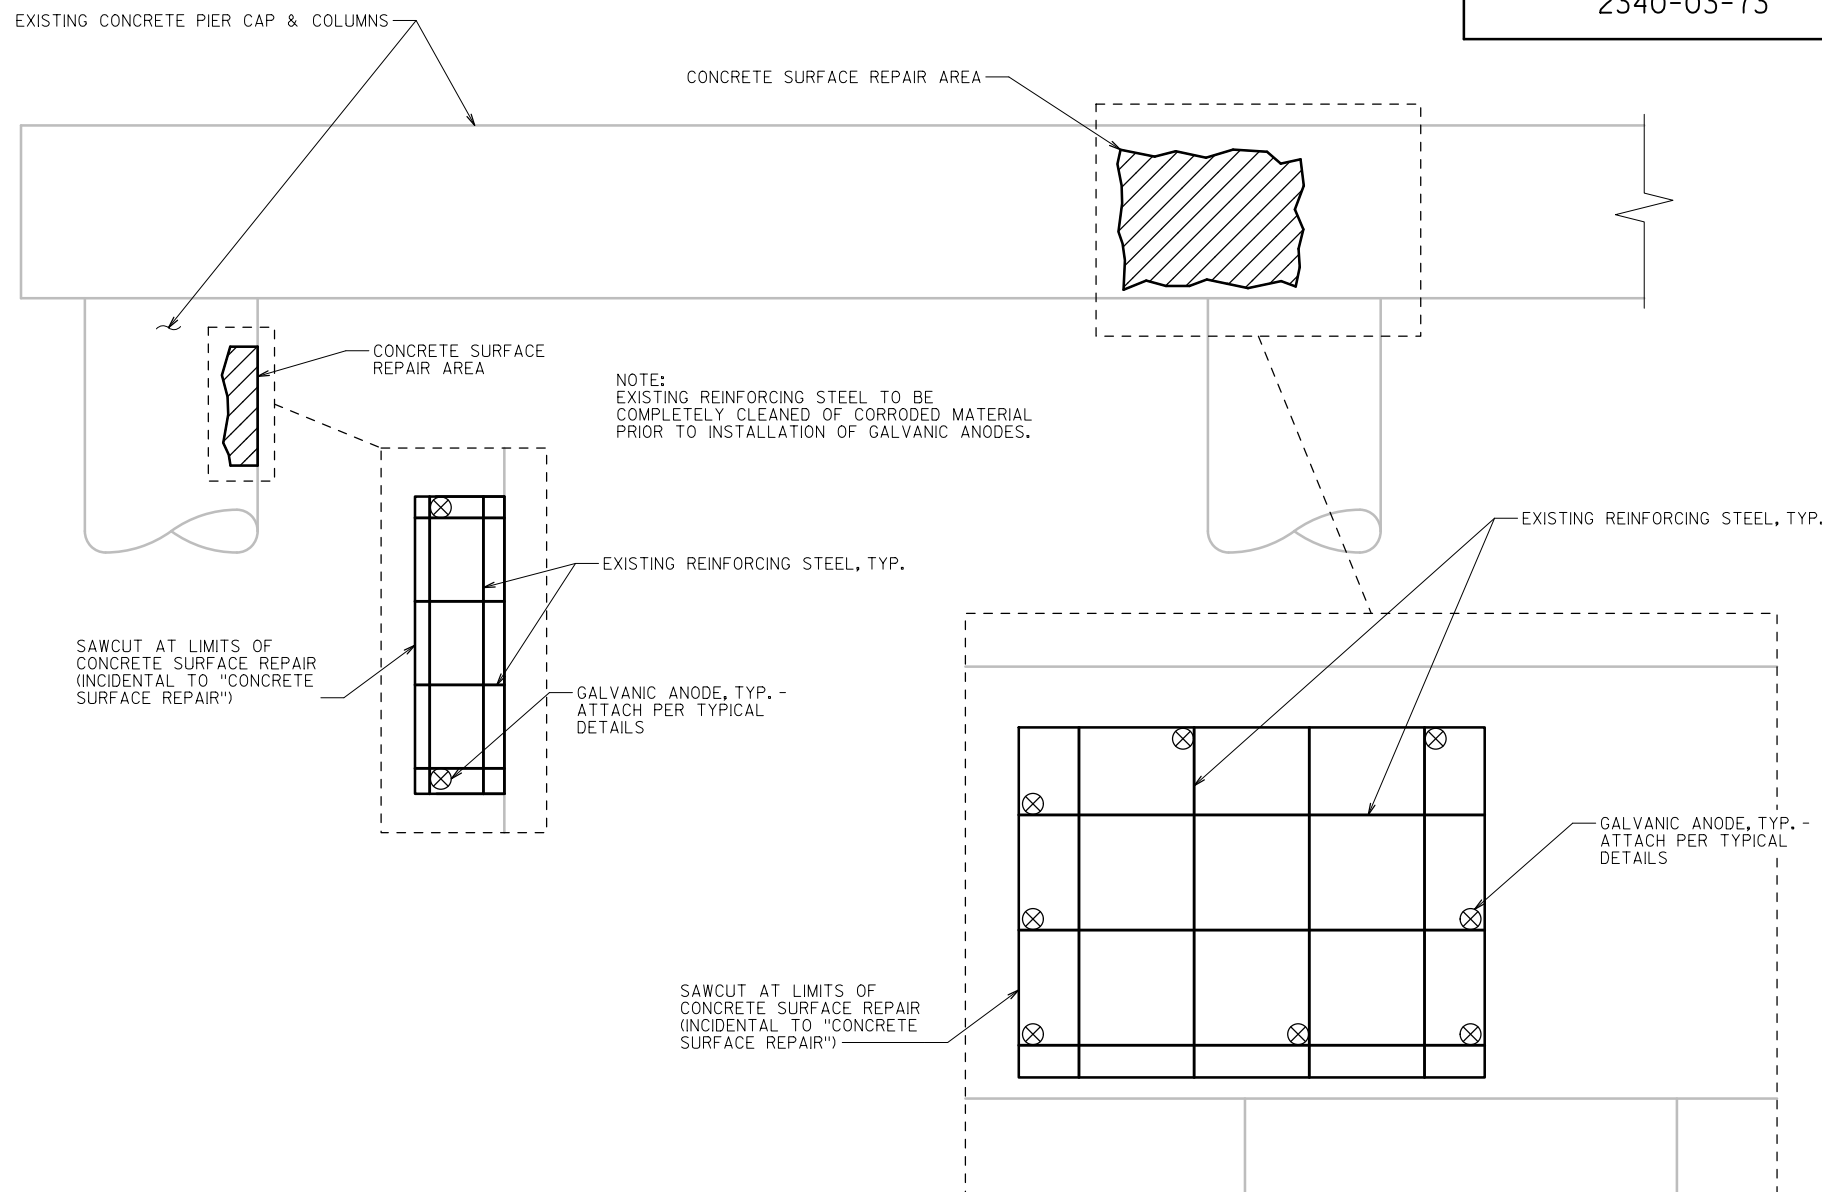 2340-03-73
EXISTING CONCRETE PIER CAP & COLUMNS
CONCRETE SURFACE REPAIR AREA
CONCRETE SURFACE
REPAIR AREA
NOTE:
EXISTING REINFORCING STEEL TO BE
COMPLETELY CLEANED OF CORRODED MATERIAL
PRIOR TO INSTALLATION OF GALVANIC ANODES.
EXISTING REINFORCING STEEL, TYP.
EXISTING REINFORCING STEEL, TYP.
SAWCUT AT LIMITS OF
CONCRETE SURFACE REPAIR
(INCIDENTAL TO "CONCRETE
SURFACE REPAIR")
GALVANIC ANODE, TYP. -
ATTACH PER TYPICAL
DETAILS
GALVANIC ANODE, TYP. -
ATTACH PER TYPICAL
DETAILS
SAWCUT AT LIMITS OF
CONCRETE SURFACE REPAIR
(INCIDENTAL TO "CONCRETE
SURFACE REPAIR")